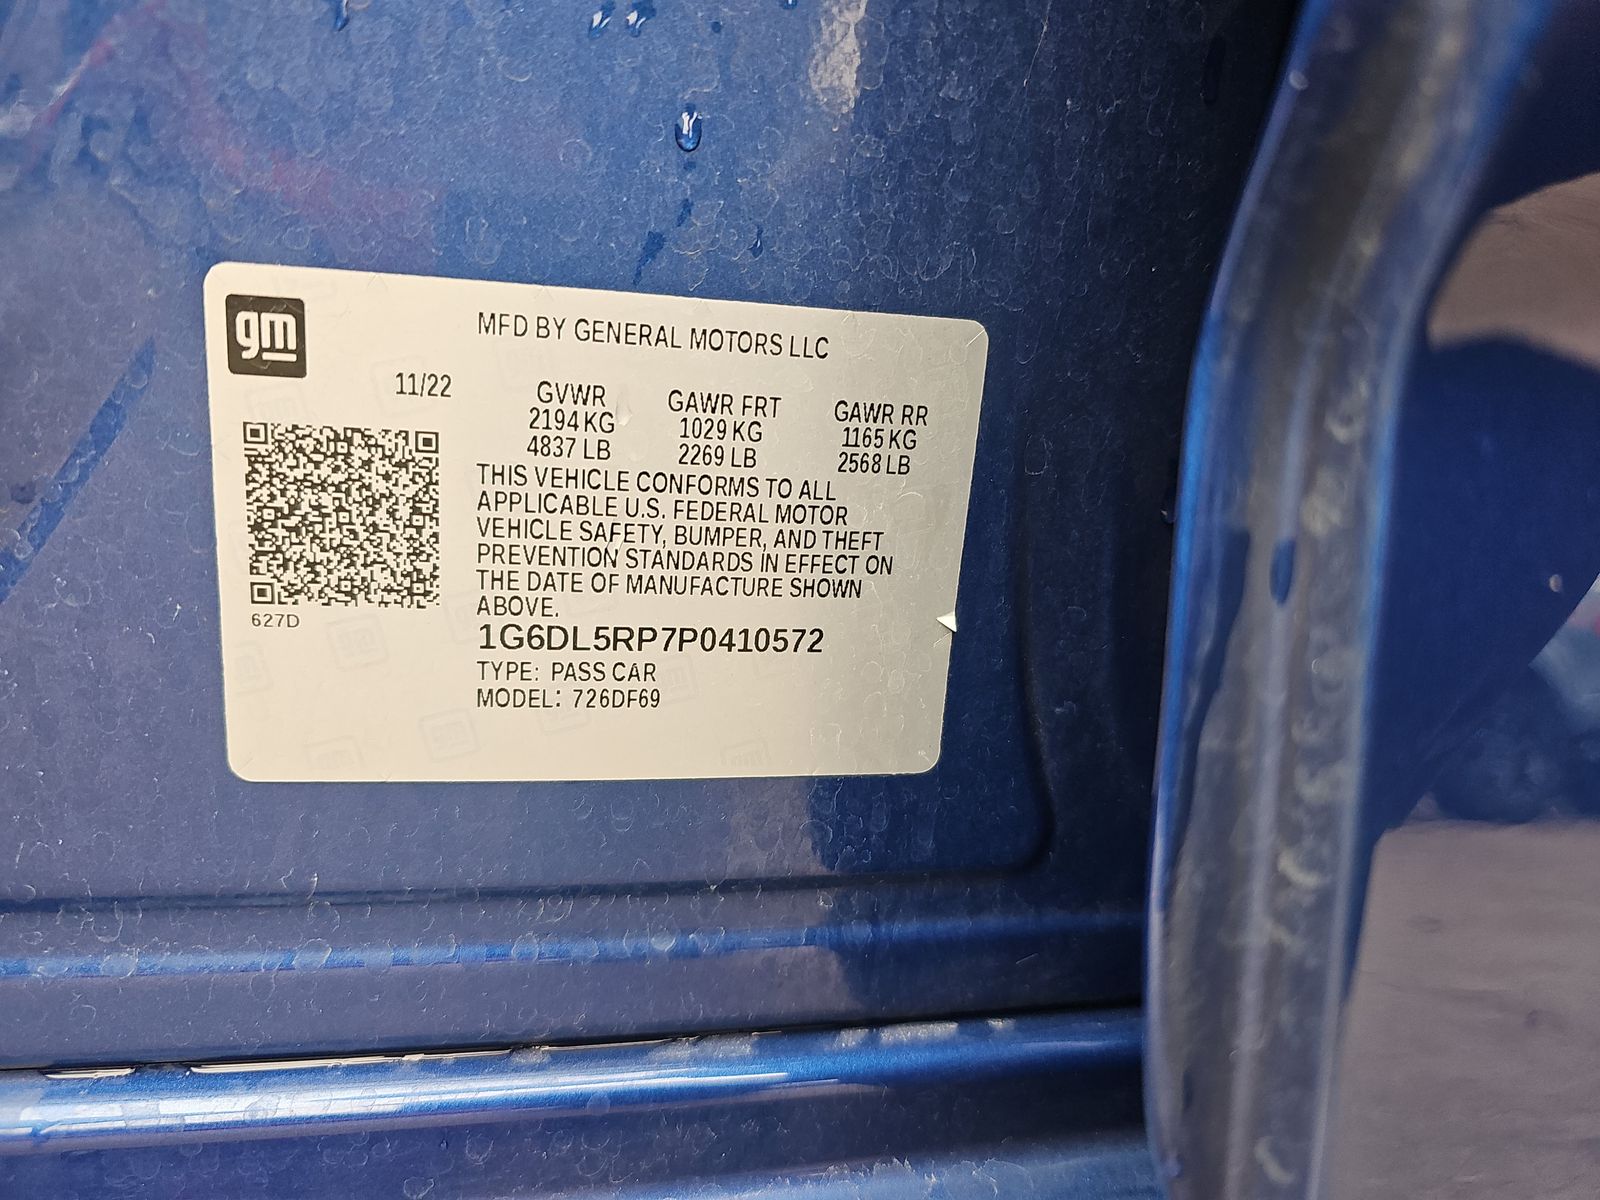 gm
MFD BY GENERAL MOTORS LLC
11/22
GVWR GAWR FRT GAWR RR
2194 KG 1029 KG 1165 KG
4837 LB 2269 LB 2568 LB
THIS VEHICLE CONFORMS TO ALL
APPLICABLE U.S. FEDERAL MOTOR
VEHICLE SAFETY, BUMPER, AND THEFT
PREVENTION STANDARDS IN EFFECT ON
THE DATE OF MANUFACTURE SHOWN
ABOVE.
627D
1G6DL5RP7P0410572
TYPE: PASS CAR
MODEL: 726DF69